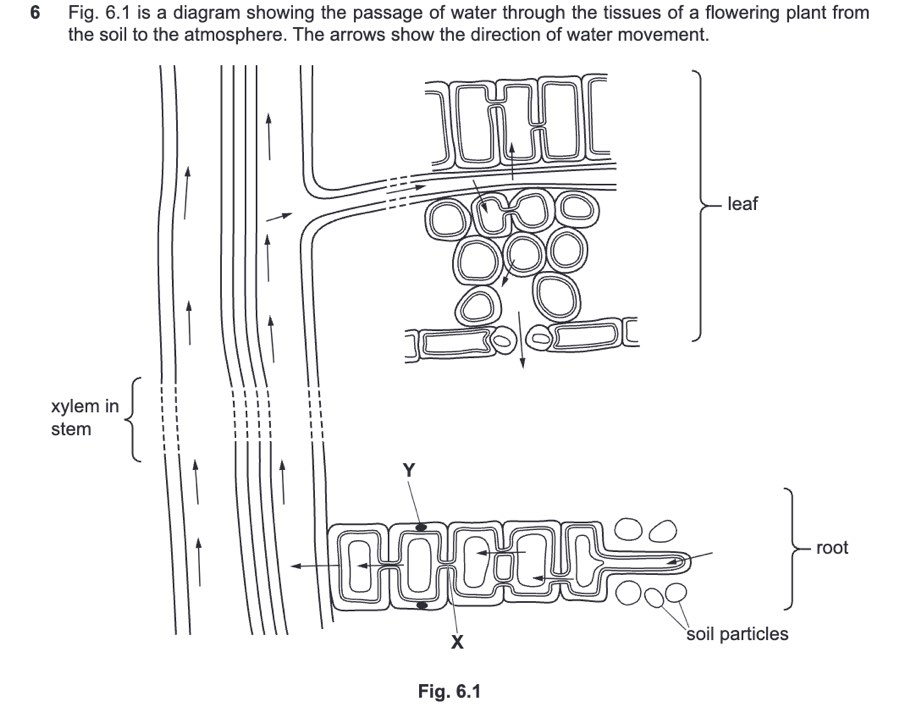 6 Fig. 6.1 is a diagram showing the passage of water through the tissues of a flowering plant from
the soil to the atmosphere. The arrows show the direction of water movement.
leaf
xylem in
stem
Y
root
soil particles
X
Fig. 6.1